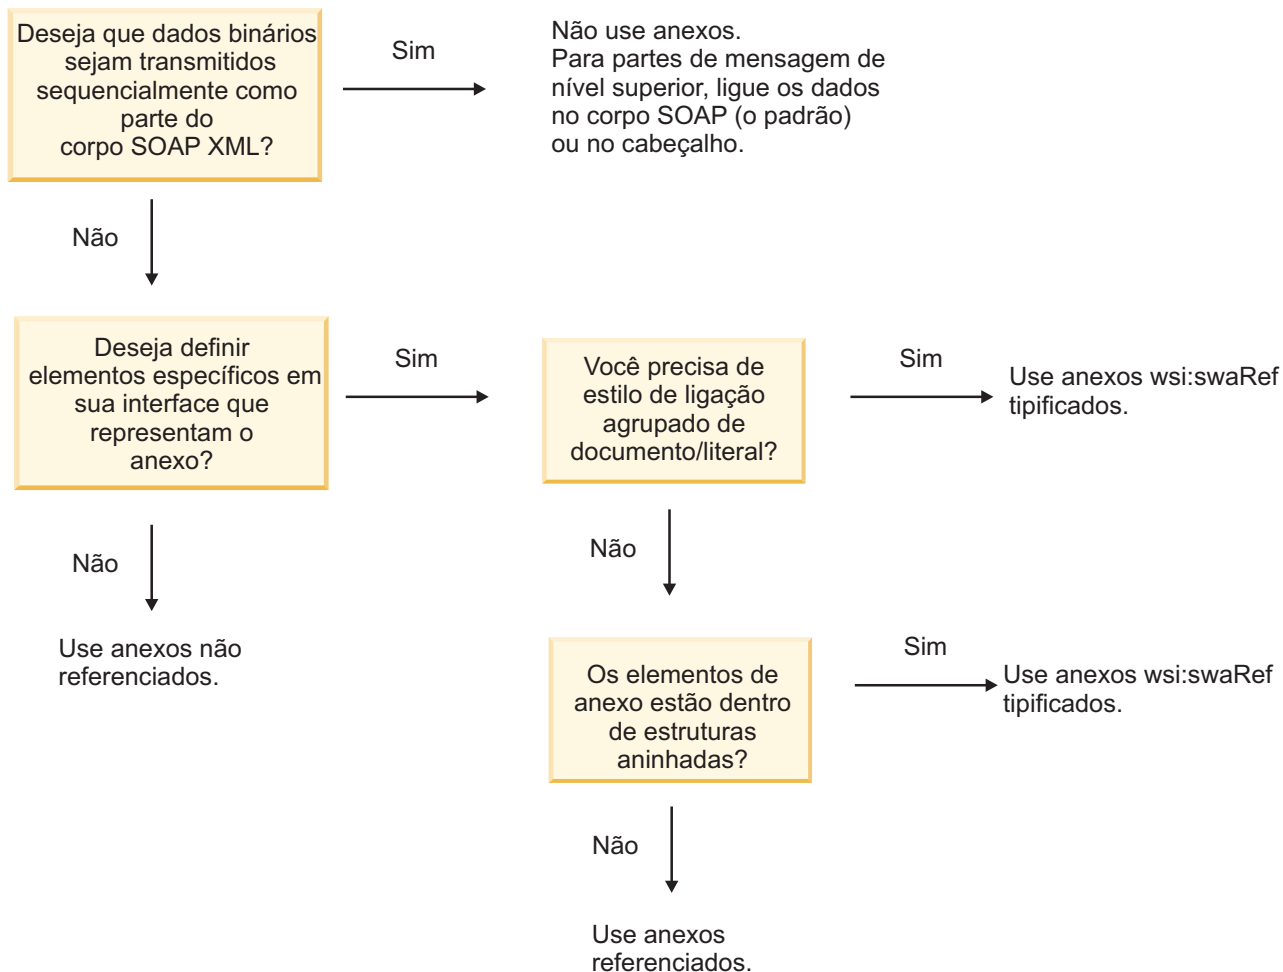 Deseja que dados binários
sejam transmitidos
sequencialmente como
parte do
corpo SOAP XML?
Sim
Não use anexos.
Para partes de mensagem de
nível superior, ligue os dados
no corpo SOAP (o padrão)
ou no cabeçalho.
Não
Deseja definir
elementos específicos em
sua interface que
representam o
anexo?
Sim
Você precisa de
estilo de ligação
agrupado de
documento/literal?
Sim
Use anexos wsi:swaRef
tipificados.
Não
Use anexos não
referenciados.
Não
Os elementos de
anexo estão dentro
de estruturas
aninhadas?
Sim
Use anexos wsi:swaRef
tipificados.
Não
Use anexos
referenciados.